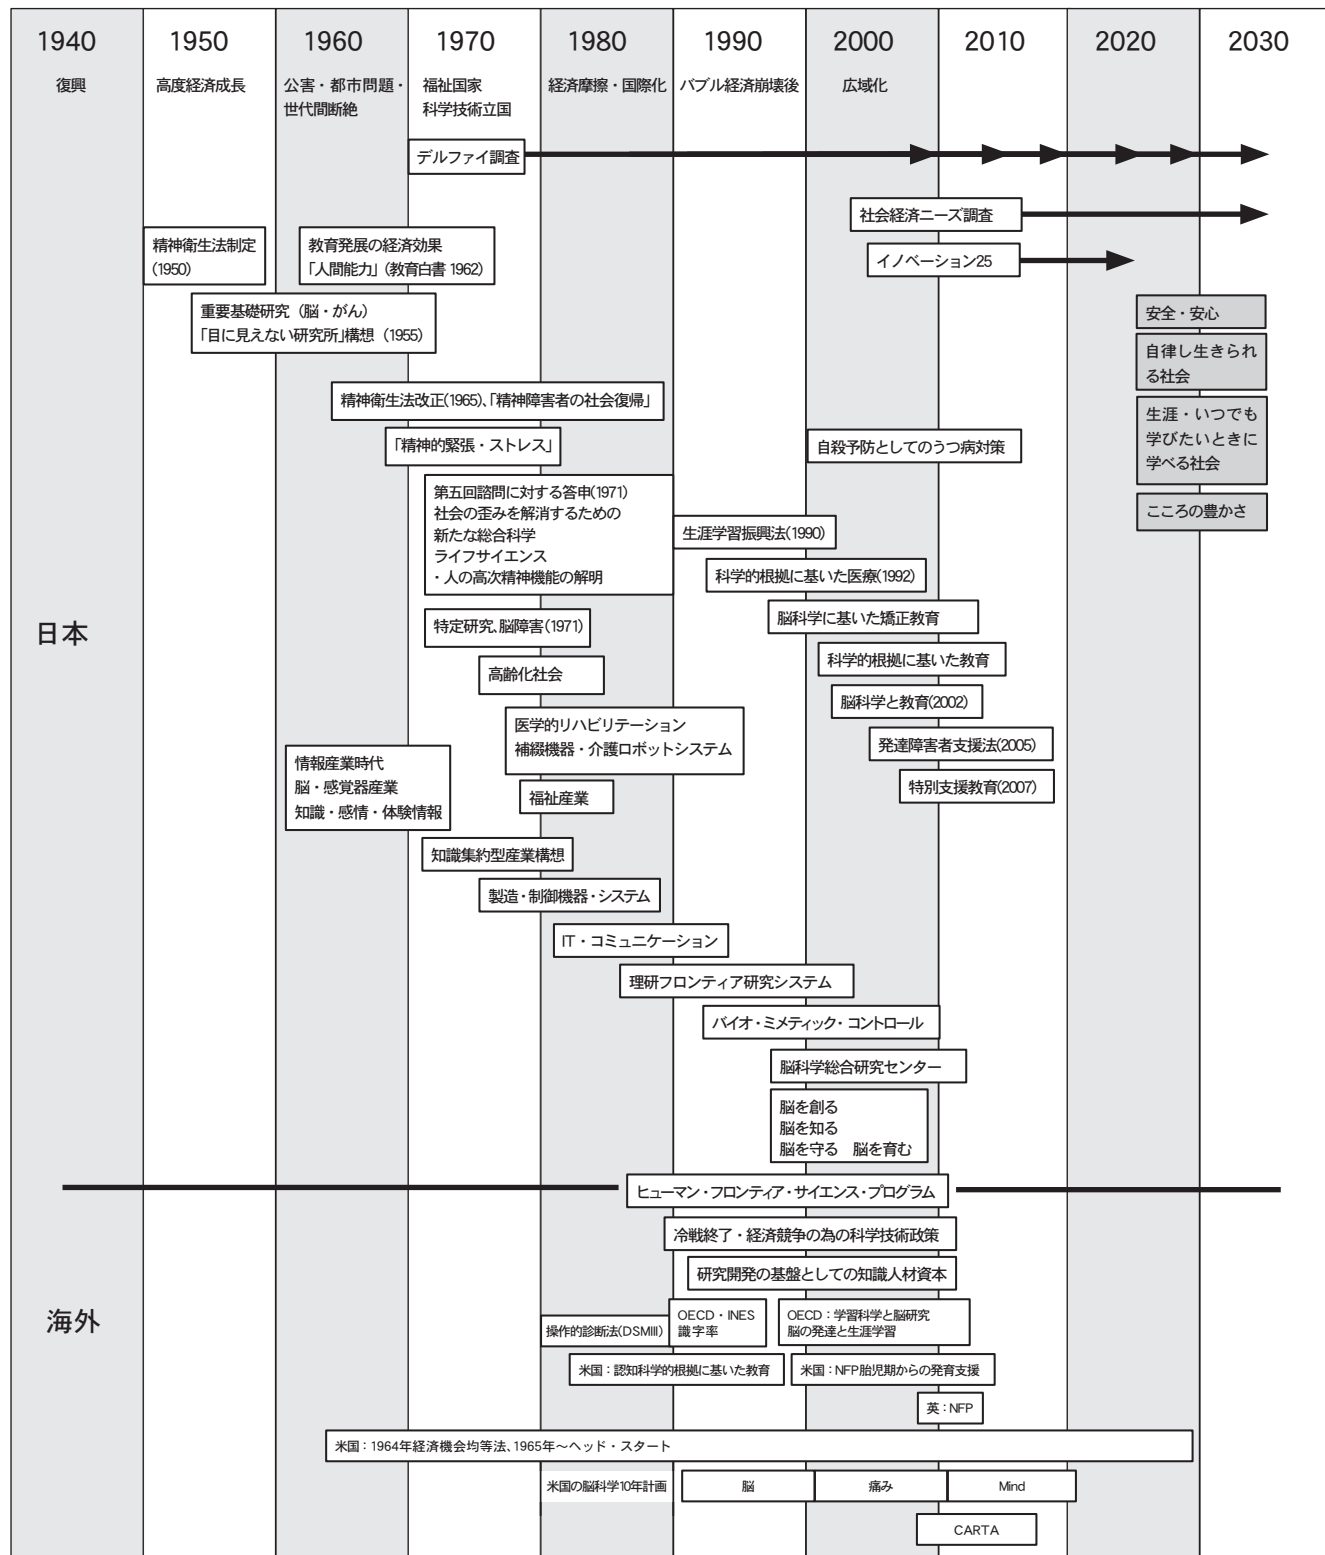 1940
1950
1960
1970
1980
1990
2000
2010
2020
2030
復興
高度経済成長
公害・都市問題・
世代間断絶
福祉国家
科学技術立国
経済摩擦・国際化
バブル経済崩壊後
広域化
デルファイ調査
社会経済ニーズ調査
イノベーション25
精神衛生法制定
(1950)
教育発展の経済効果
「人間能力」(教育白書 1962)
重要基礎研究（脳・がん）
「目に見えない研究所」構想（1955）
安全・安心
自律し生きられ
る社会
生涯・いつでも
学びたいときに
学べる社会
こころの豊かさ
精神衛生法改正(1965)、「精神障害者の社会復帰」
「精神的緊張・ストレス」
自殺予防としてのうつ病対策
第五回諮問に対する答申(1971)
社会の歪みを解消するための
新たな総合科学
ライフサイエンス
・人の高次精神機能の解明
生涯学習振興法(1990)
科学的根拠に基いた医療(1992)
脳科学に基いた矯正教育
日本
特定研究、脳障害(1971)
科学的根拠に基いた教育
高齢化社会
脳科学と教育(2002)
医学的リハビリテーション
補綴機器・介護ロボットシステム
発達障害者支援法(2005)
特別支援教育(2007)
情報産業時代
脳・感覚器産業
知識・感情・体験情報
福祉産業
知識集約型産業構想
製造・制御機器・システム
IT・コミュニケーション
理研フロンティア研究システム
バイオ・ミメティック・コントロール
脳科学総合研究センター
脳を創る
脳を知る
脳を守る　脳を育む
ヒューマン・フロンティア・サイエンス・プログラム
冷戦終了・経済競争の為の科学技術政策
研究開発の基盤としての知識人材資本
海外
操作的診断法(DSMIII)
OECD・INES
識字率
OECD：学習科学と脳研究
脳の発達と生涯学習
米国：認知科学的根拠に基いた教育
米国：NFP胎児期からの発育支援
英：NFP
米国：1964年経済機会均等法、1965年～ヘッド・スタート
米国の脳科学10年計画
脳
痛み
Mind
CARTA